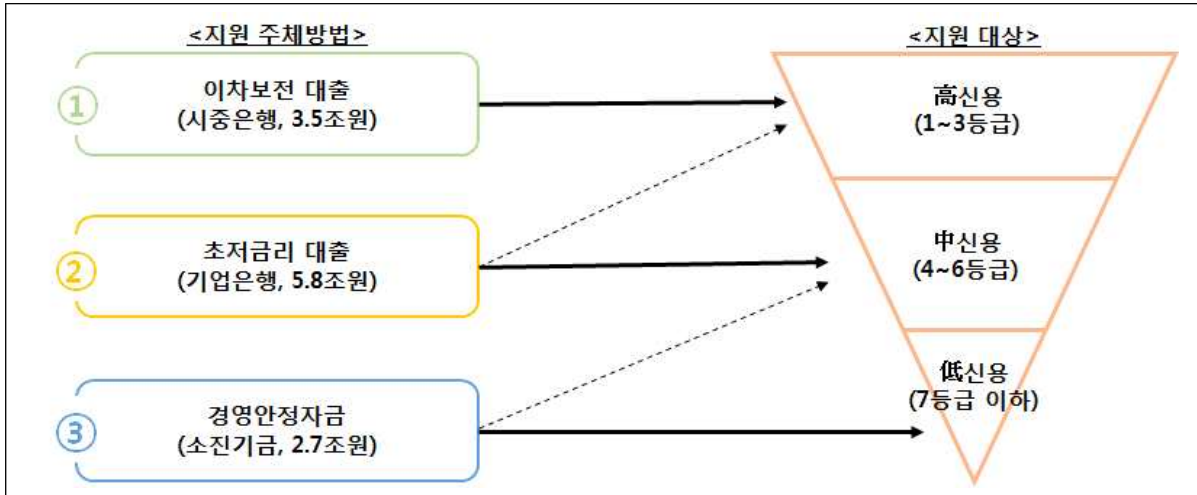 <지원 주체방법>
<지원 대상>
①
이차보전 대출
(시중은행, 3.5조원)
高신용
(1~3등급)
②
초저금리 대출
(기업은행, 5.8조원)
中신용
(4~6등급)
③
경영안정자금
(소진기금, 2.7조원)
低신용
(7등급 이하)